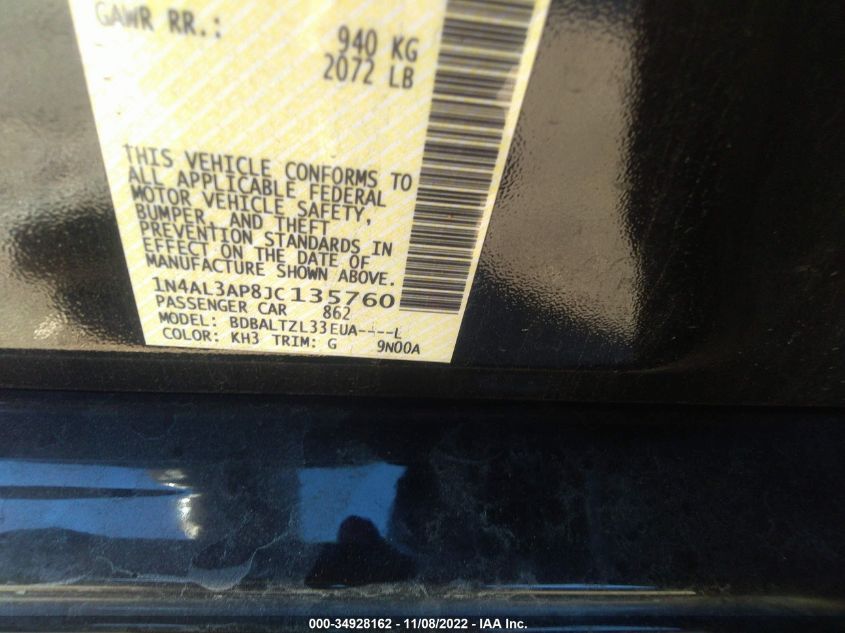 GAWR RR.: 940 KG
2072 LB
THIS VEHICLE CONFORMS TO
ALL APPLICABLE FEDERAL
MOTOR VEHICLE SAFETY,
BUMPER, AND THEFT
PREVENTION STANDARDS IN
EFFECT ON THE DATE OF
MANUFACTURE SHOWN ABOVE.
1N4AL3AP8JC135760
PASSENGER CAR 862
MODEL: BDBALTZL33EUA----L
COLOR: KH3 TRIM: G 9N00A
000-34928162 - 11/08/2022 - IAA Inc.